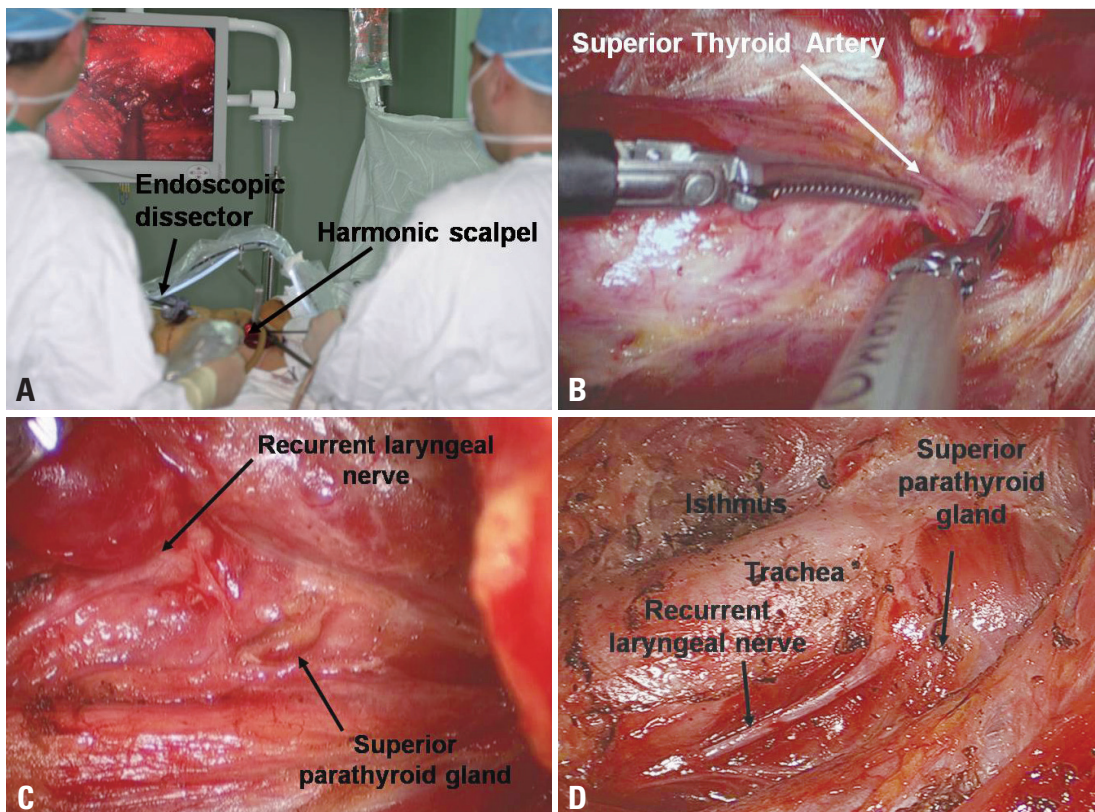 Endoscopic
dissector
Harmonic scalpel
A
Superior Thyroid Artery
B
Recurrent laryngeal
nerve
Superior
parathyroid gland
C
Superior
parathyroid
gland
Isthmus
Trachea
Recurrent
laryngeal nerve
D